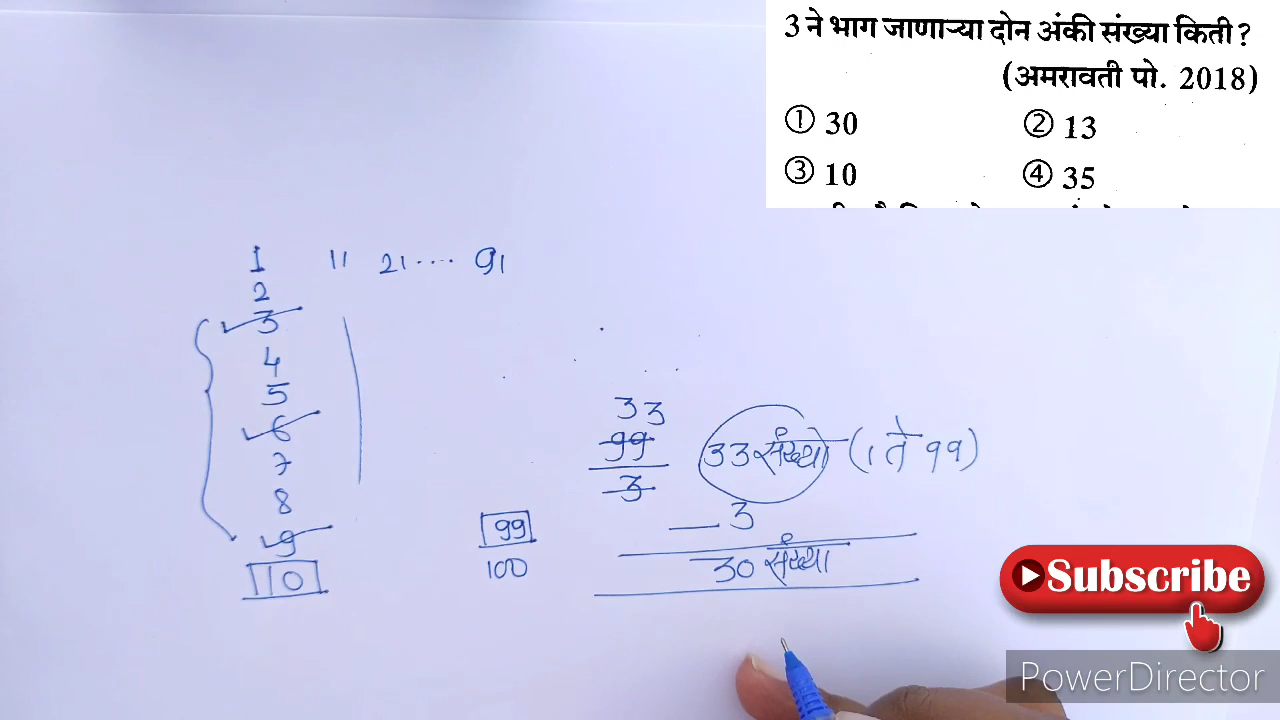 3 ने भाग जाणाऱ्या दोन अंकी संख्या किती ?
(अमरावती पो. 2018)
① 30 ② 13
③ 10 ④ 35
1 11 21 .... 91
2
3
4
5
6
7
8
9
10
33
99
3
33 संख्या (1 ते 99)
— 3
30 संख्या
99
100
Subscribe
PowerDirector